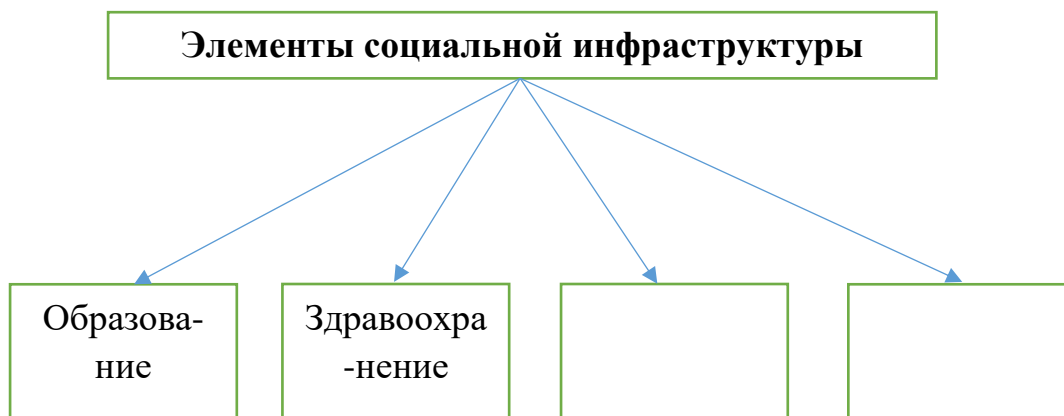 Элементы социальной инфраструктуры
Образова-
ние
Здравоохра
-нение